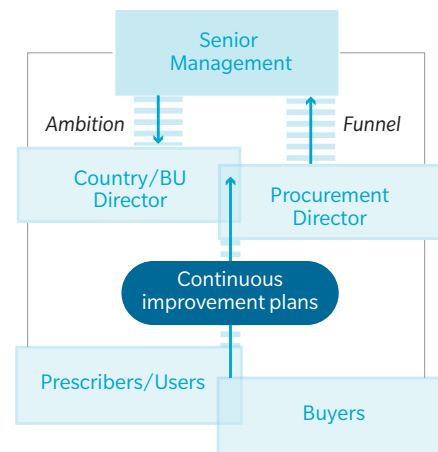 Senior
Management
Ambition
Funnel
Country/BU
Director
Procurement
Director
Continuous
improvement plans
Prescribers/Users
Buyers